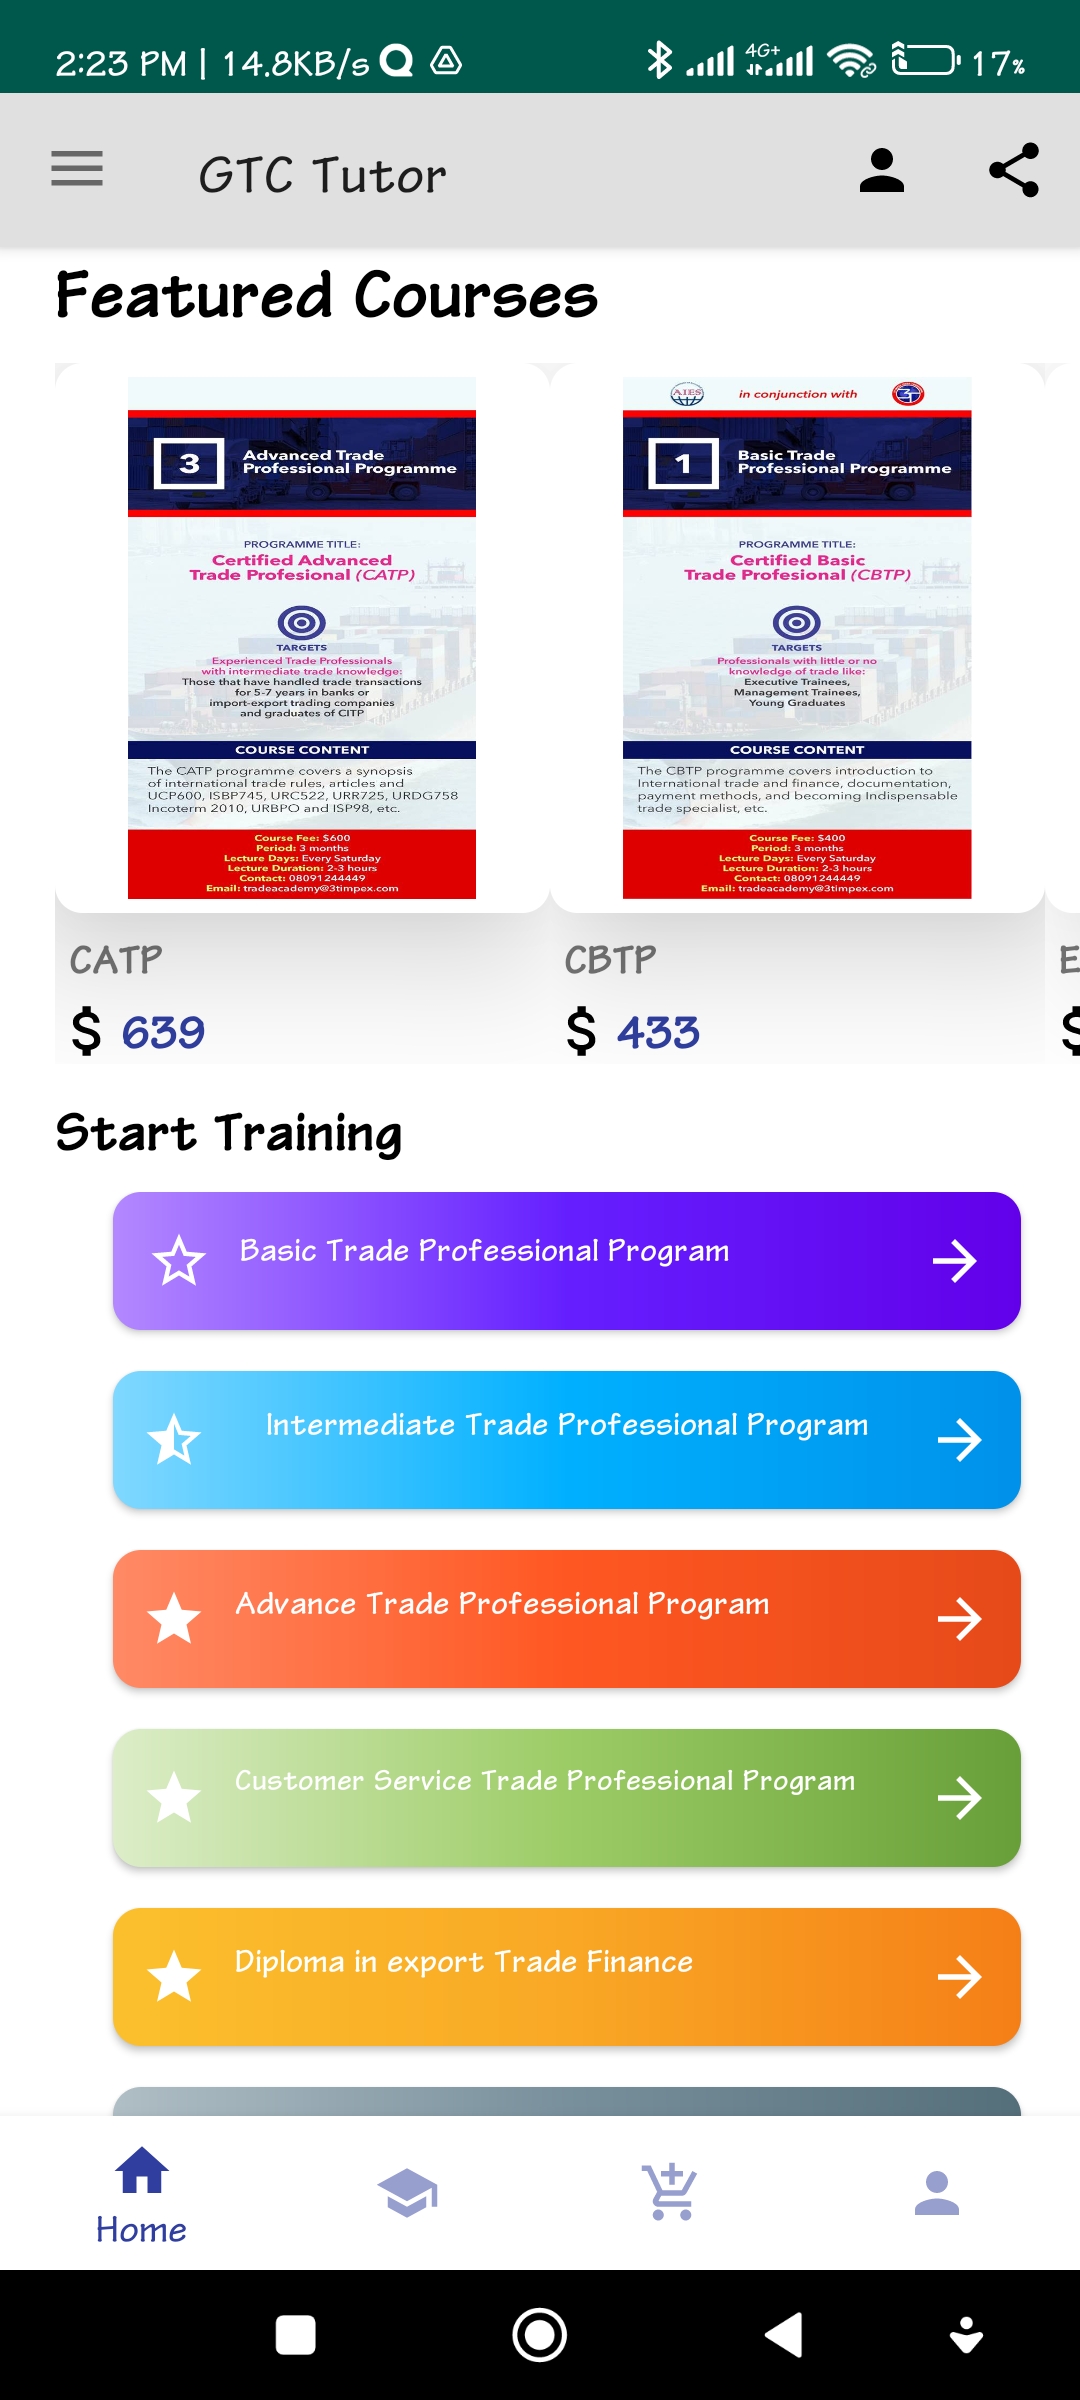 2:23 PM | 14.8KB/s
4G+
17%
GTC Tutor
Featured Courses
3
Advanced Trade
Professional Programme
PROGRAMME TITLE:
Certified Advanced
Trade Profesional (CATP)
TARGETS
Experienced Trade Professionals
with intermediate trade knowledge:
Those that have handled trade transactions
for 5-7 years in banks or
import-export trading companies
and graduates of CITP
COURSE CONTENT
The CATP programme covers a synopsis
of international trade rules, articles and
UCP600, ISBP745, URC522, URR725, URDG758
Incoterm 2010, URBPO and ISP98, etc.
Course Fee: $600
Period: 3 months
Lecture Days: Every Saturday
Lecture Duration: 2-3 hours
Contact: 08091244449
Email: tradeacademy@3timpex.com
CATP
$ 639
AIES
in conjunction with
1
Basic Trade
Professional Programme
PROGRAMME TITLE:
Certified Basic
Trade Profesional (CBTP)
TARGETS
Professionals with little or no
knowledge of trade like:
Executive Trainees,
Management Trainees,
Young Graduates
COURSE CONTENT
The CBTP programme covers introduction to
International trade and finance, documentation,
payment methods, and becoming Indispensable
trade specialist, etc.
Course Fee: $400
Period: 3 months
Lecture Days: Every Saturday
Lecture Duration: 2-3 hours
Contact: 08091244449
Email: tradeacademy@3timpex.com
CBTP
$ 433
E
$
Start Training
Basic Trade Professional Program
Intermediate Trade Professional Program
Advance Trade Professional Program
Customer Service Trade Professional Program
Diploma in export Trade Finance
Home